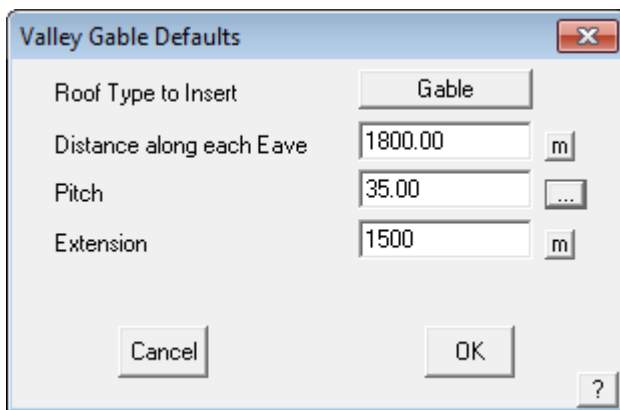 Valley Gable Defaults
Roof Type to Insert Gable
Distance along each Eave 1800.00 m
Pitch 35.00 ...
Extension 1500 m
Cancel OK
?